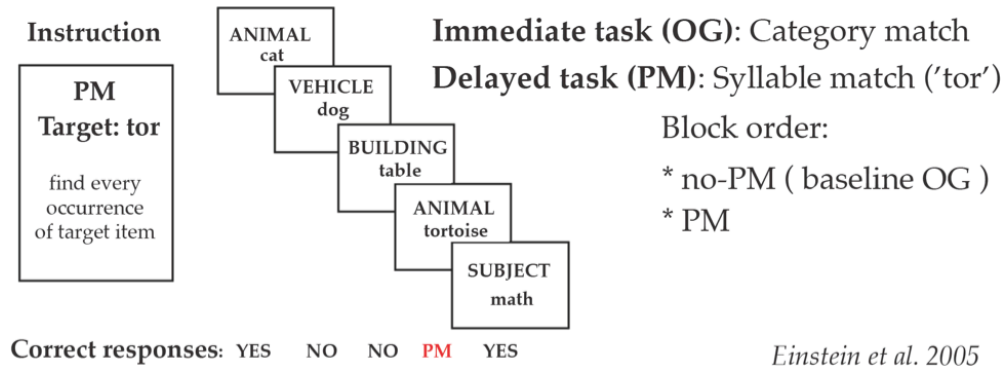 Instruction
PM
Target: tor
find every
occurrence
of target item
ANIMAL
cat
VEHICLE
dog
BUILDING
table
ANIMAL
tortoise
SUBJECT
math
Immediate task (OG): Category match
Delayed task (PM): Syllable match ('tor')
Block order:
* no-PM ( baseline OG )
* PM
Correct responses: YES NO NO PM YES
Einstein et al. 2005